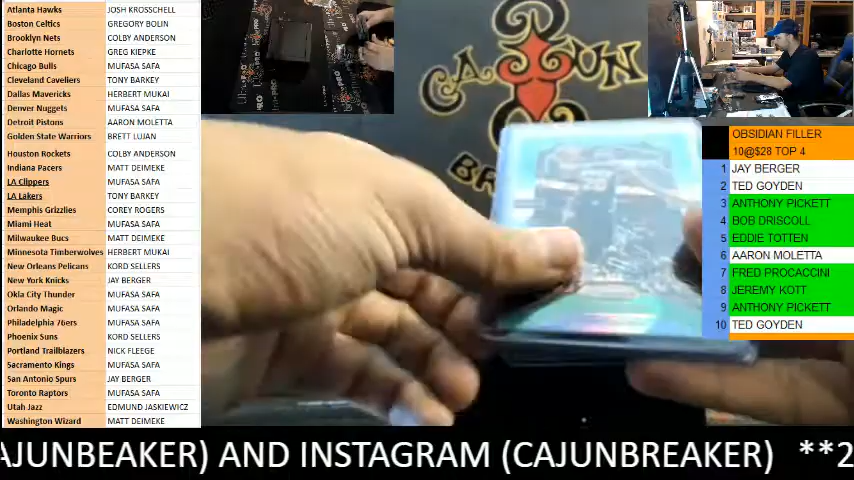 Atlanta Hawks JOSH KROSSCHELL
Boston Celtics GREGORY BOLIN
Brooklyn Nets COLBY ANDERSON
Charlotte Hornets GREG KIEPKE
Chicago Bulls MUFASA SAFA
Cleveland Cavaliers TONY BARKEY
Dallas Mavericks HERBERT MUKAI
Denver Nuggets MUFASA SAFA
Detroit Pistons AARON MOLETTA
Golden State Warriors BRETT LUJAN
Houston Rockets COLBY ANDERSON
Indiana Pacers MATT DEIMEKE
LA Clippers MUFASA SAFA
LA Lakers TONY BARKEY
Memphis Grizzlies COREY ROGERS
Miami Heat MUFASA SAFA
Milwaukee Bucs MATT DEIMEKE
Minnesota Timberwolves HERBERT MUKAI
New Orleans Pelicans KORD SELLERS
New York Knicks JAY BERGER
Okla City Thunder MUFASA SAFA
Orlando Magic MUFASA SAFA
Philadelphia 76ers MUFASA SAFA
Phoenix Suns KORD SELLERS
Portland Trailblazers NICK FLEEGE
Sacramento Kings MUFASA SAFA
San Antonio Spurs JAY BERGER
Toronto Raptors MUFASA SAFA
Utah Jazz EDMUND JASKIEWICZ
Washington Wizard MATT DEIMEKE
CAJUN
BR
OBSIDIAN FILLER
10@$28 TOP 4
1 JAY BERGER
2 TED GOYDEN
3 ANTHONY PICKETT
4 BOB DRISCOLL
5 EDDIE TOTTEN
6 AARON MOLETTA
7 FRED PROCACCINI
8 JEREMY KOTT
9 ANTHONY PICKETT
10 TED GOYDEN
AJUNBEAKER) AND INSTAGRAM (CAJUNBREAKER) **2